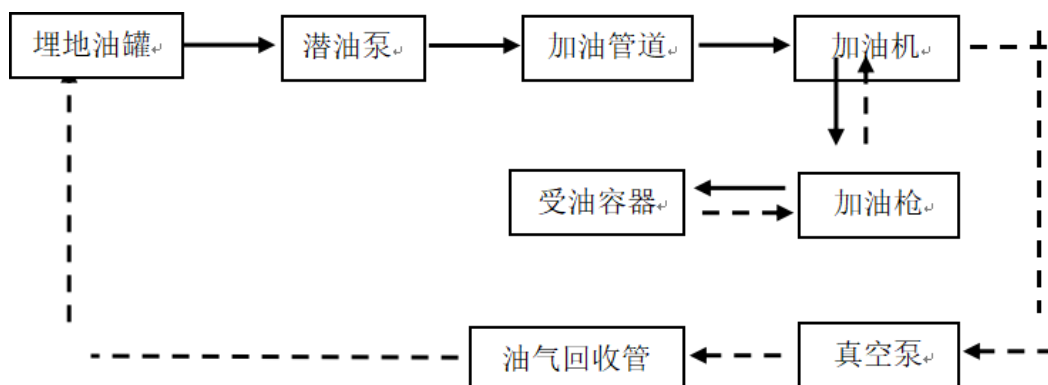 埋地油罐
潜油泵
加油管道
加油机
受油容器
加油枪
油气回收管
真空泵